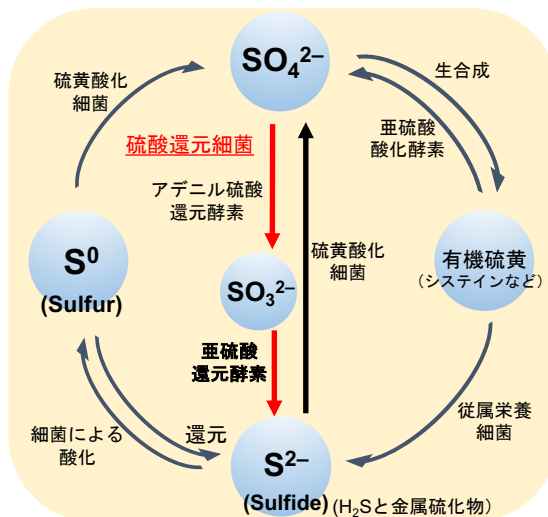 SO₄²⁻
硫黄酸化
細菌
生合成
亜硫酸
酸化酵素
硫酸還元細菌
アデニル硫酸
還元酵素
S⁰
(Sulfur)
SO₃²⁻
硫黄酸化
細菌
有機硫黄
(システインなど)
亜硫酸
還元酵素
細菌による
酸化
還元
従属栄養
細菌
S²⁻
(Sulfide) (H₂Sと金属硫化物)